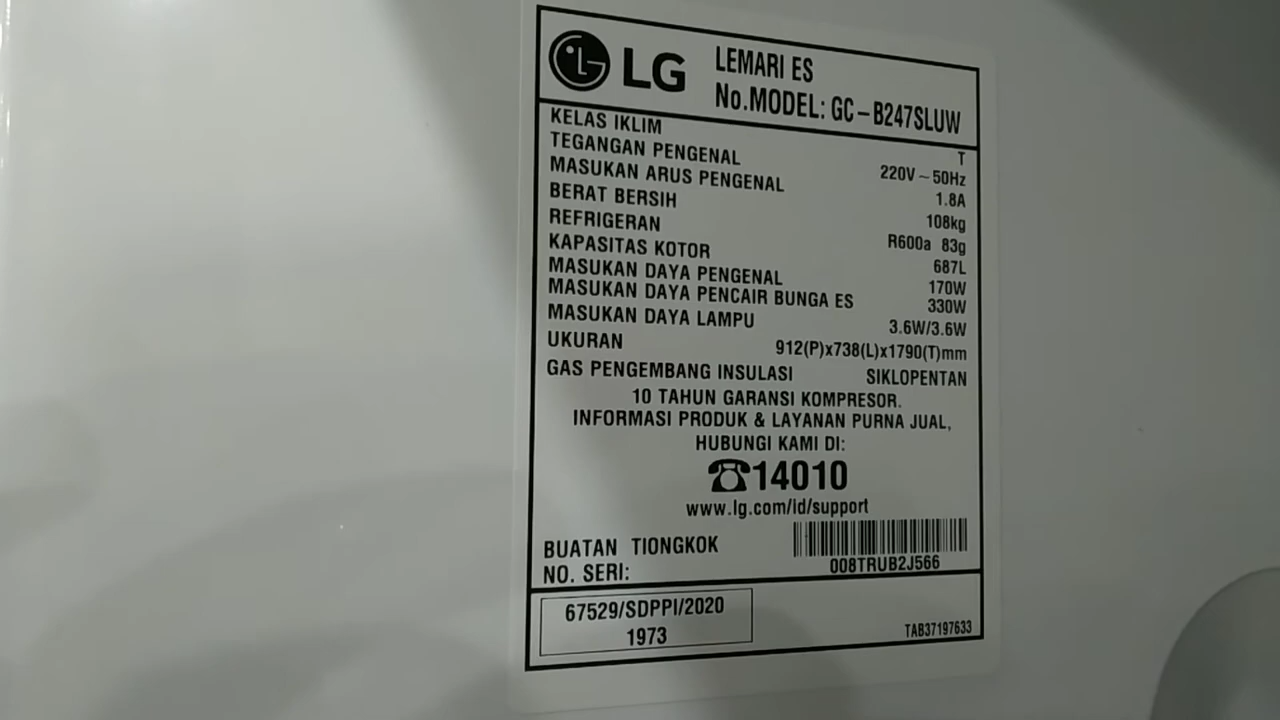 LG
LEMARI ES
No.MODEL: GC-B247SLUW
KELAS IKLIM T
TEGANGAN PENGENAL 220V ~ 50Hz
MASUKAN ARUS PENGENAL 1.8A
BERAT BERSIH 108kg
REFRIGERAN R600a 83g
KAPASITAS KOTOR 687L
MASUKAN DAYA PENGENAL 170W
MASUKAN DAYA PENCAIR BUNGA ES 330W
MASUKAN DAYA LAMPU 3.6W/3.6W
UKURAN 912(P)x738(L)x1790(T)mm
GAS PENGEMBANG INSULASI SIKLOPENTAN
10 TAHUN GARANSI KOMPRESOR.
INFORMASI PRODUK & LAYANAN PURNA JUAL,
HUBUNGI KAMI DI:
☎14010
www.lg.com/id/support
BUATAN TIONGKOK
NO. SERI: 008TRUB2J566
67529/SDPPI/2020
1973
TAB37197633